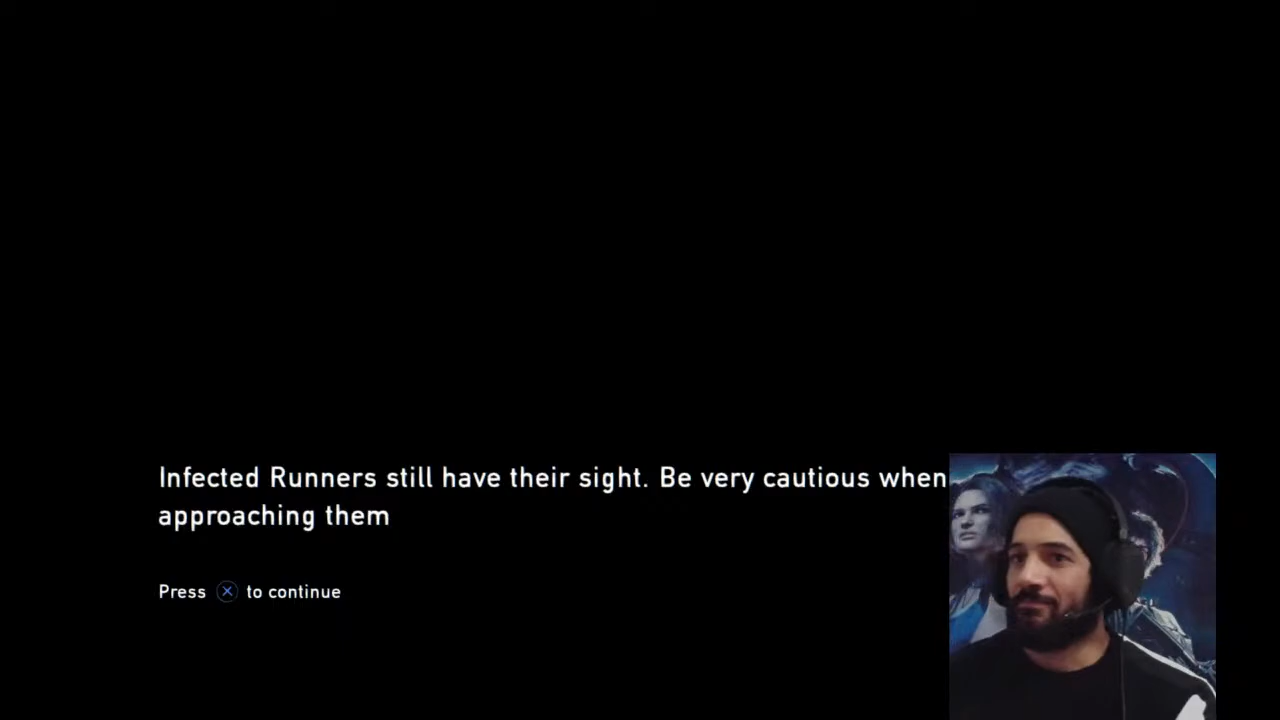 Infected Runners still have their sight. Be very cautious when
approaching them
Press ⓧ to continue